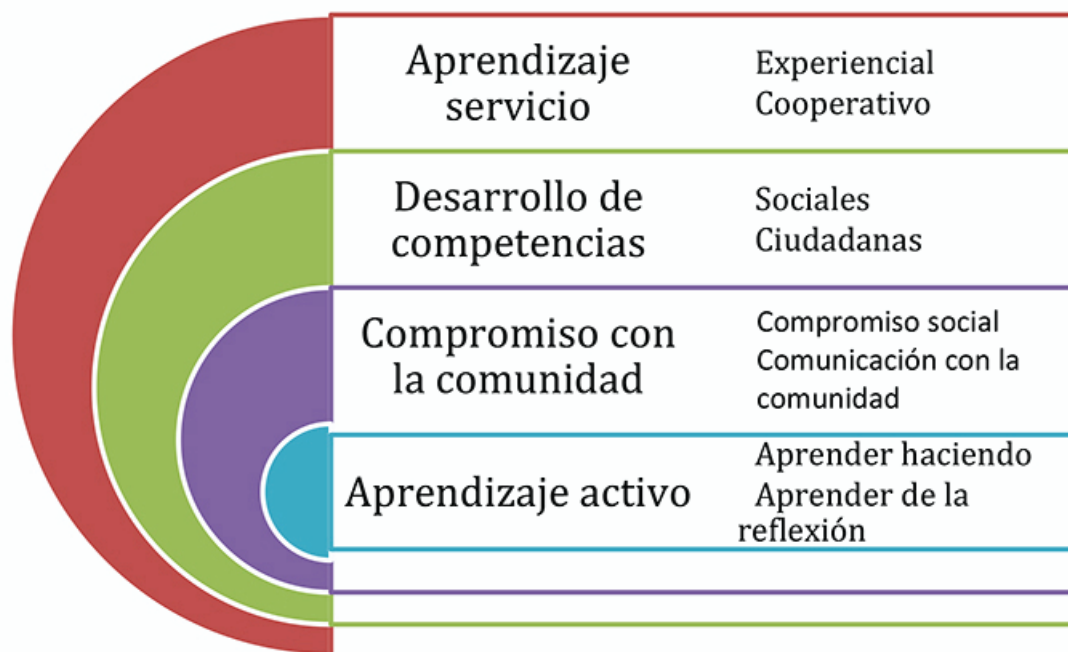 Aprendizaje
servicio
Experiencial
Cooperativo
Desarrollo de
competencias
Sociales
Ciudadanas
Compromiso con
la comunidad
Compromiso social
Comunicación con la
comunidad
Aprendizaje activo
Aprender haciendo
Aprender de la
reflexión